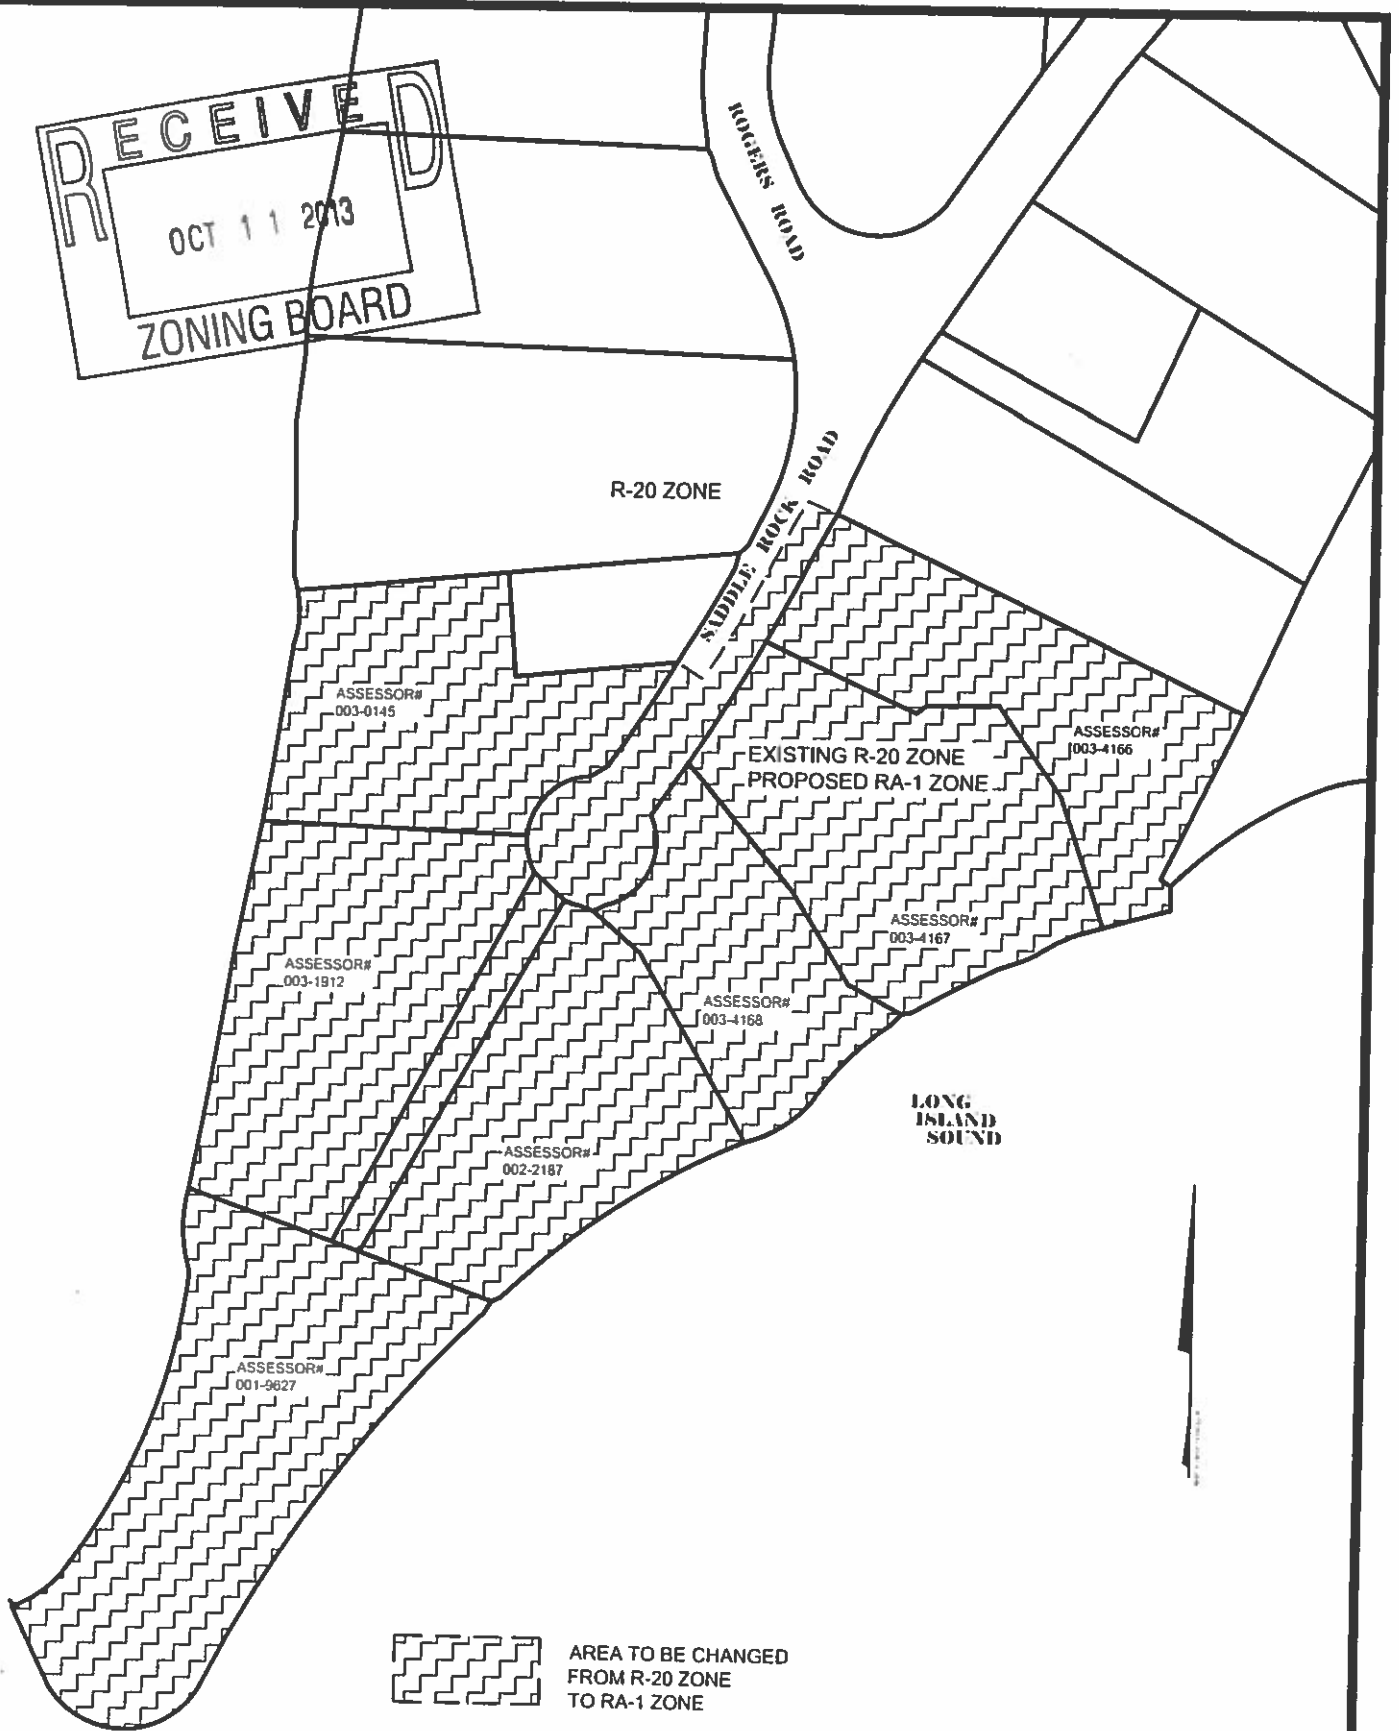 RECEIVED
OCT 11 2013
ZONING BOARD
ROGERS ROAD
SADDLE ROCK ROAD
R-20 ZONE
ASSESSOR#
003-0145
EXISTING R-20 ZONE
PROPOSED RA-1 ZONE
ASSESSOR#
003-4166
ASSESSOR#
003-4167
ASSESSOR#
003-1912
ASSESSOR#
003-4168
LONG
ISLAND
SOUND
ASSESSOR#
002-2187
ASSESSOR#
001-9627
AREA TO BE CHANGED
FROM R-20 ZONE
TO RA-1 ZONE